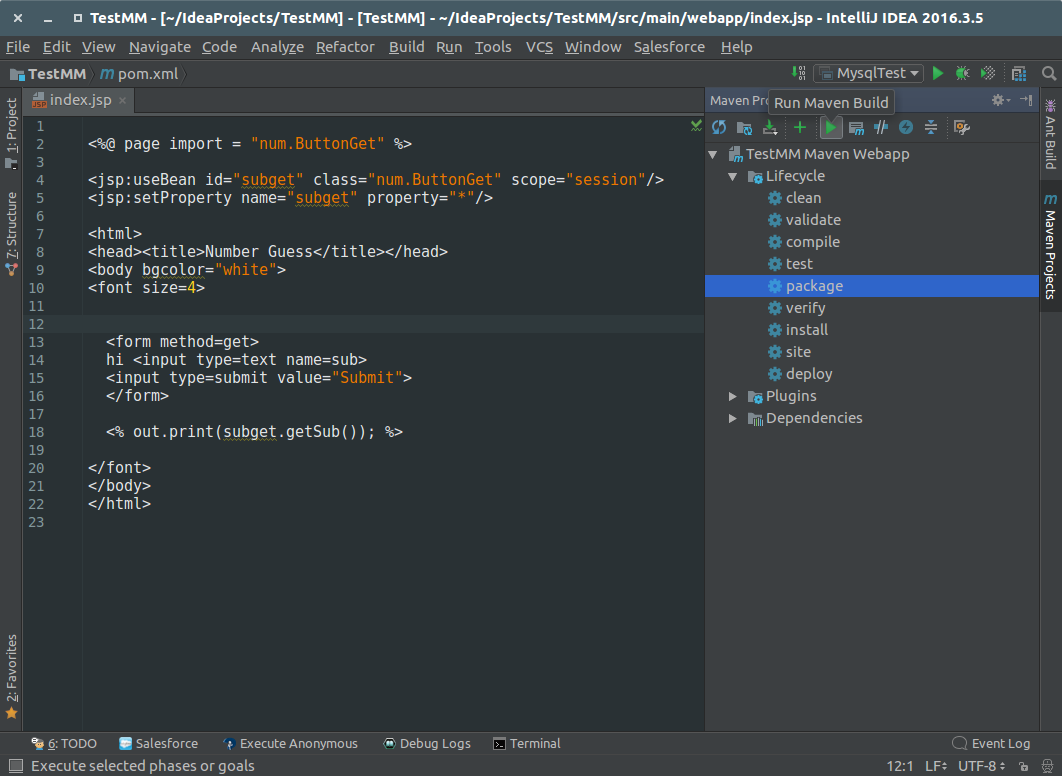 TestMM - [~/IdeaProjects/TestMM] - [TestMM] - ~/IdeaProjects/TestMM/src/main/webapp/index.jsp - IntelliJ IDEA 2016.3.5
File Edit View Navigate Code Analyze Refactor Build Run Tools VCS Window Salesforce Help
TestMM m pom.xml MysqlTest
1: Project
7: Structure
2: Favorites
JSP index.jsp
1
2 <%@ page import = "num.ButtonGet" %>
3
4 <jsp:useBean id="subget" class="num.ButtonGet" scope="session"/>
5 <jsp:setProperty name="subget" property="*"/>
6
7 <html>
8 <head><title>Number Guess</title></head>
9 <body bgcolor="white">
10 <font size=4>
11
12
13 <form method=get>
14 hi <input type=text name=sub>
15 <input type=submit value="Submit">
16 </form>
17
18 <% out.print(subget.getSub()); %>
19
20 </font>
21 </body>
22 </html>
23
Maven Pro
Run Maven Build
TestMM Maven Webapp
Lifecycle
clean
validate
compile
test
package
verify
install
site
deploy
Plugins
Dependencies
Ant Build
m Maven Projects
6: TODO Salesforce Execute Anonymous Debug Logs Terminal Event Log
Execute selected phases or goals 12:1 LF UTF-8